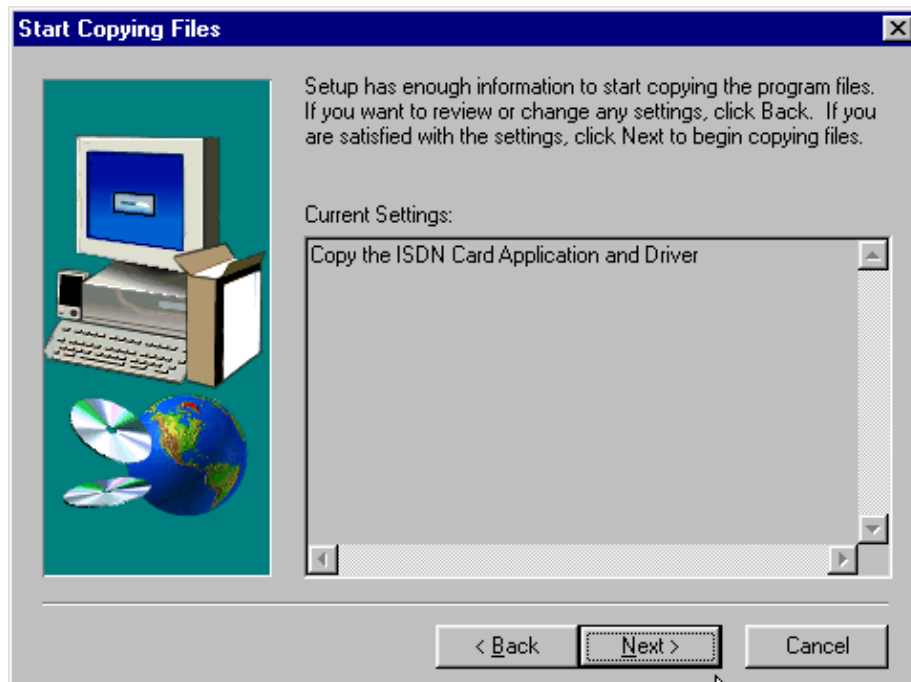 Start Copying Files
Setup has enough information to start copying the program files.
If you want to review or change any settings, click Back.  If you
are satisfied with the settings, click Next to begin copying files.
Current Settings:
Copy the ISDN Card Application and Driver
< Back
Next >
Cancel